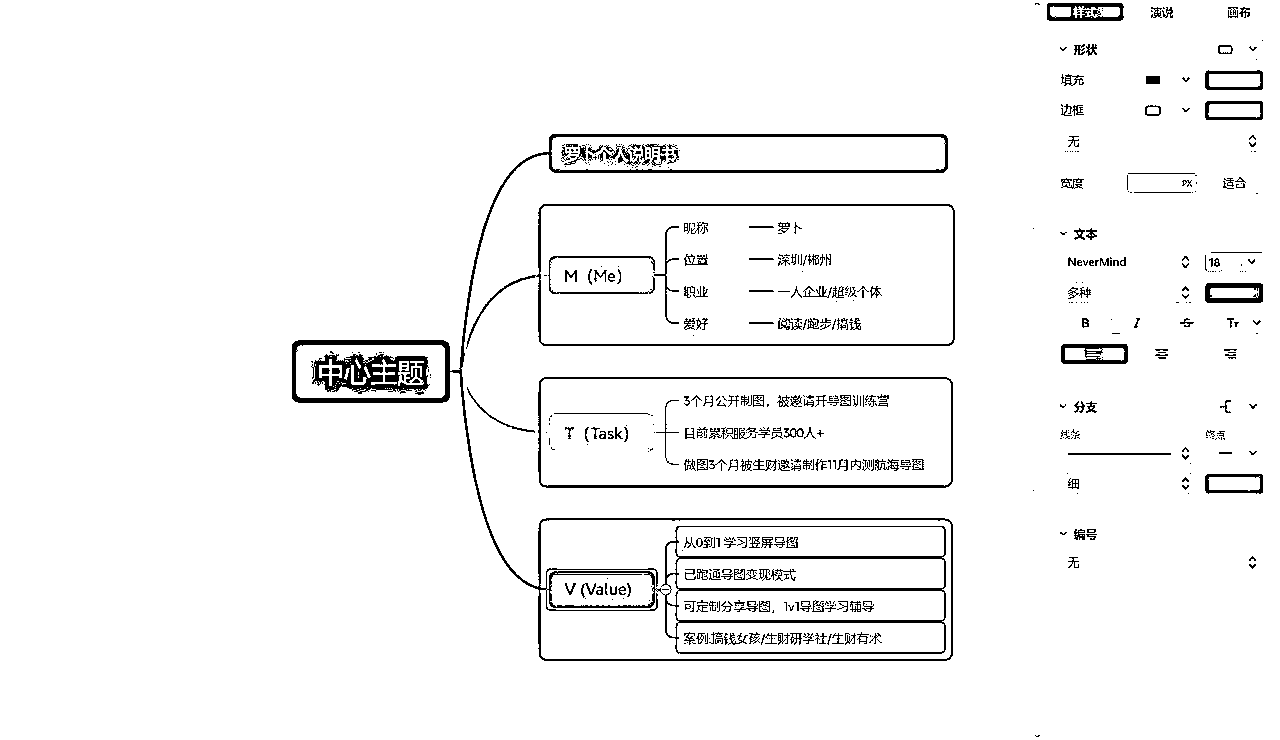 中心主题
罗卜个人说明书
M (Me)
昵称 萝卜
位置 深圳/郴州
职业 一人企业/超级个体
爱好 阅读/跑步/搞钱
T (Task)
3个月公开制图，被邀请开导图训练营
目前累积服务学员300人+
做图3个月被生财邀请制作11月内测航海导图
V (Value)
从0到1 学习竖屏导图
已跑通导图变现模式
可定制分享导图，1v1导图学习辅导
案例:搞钱女孩/生财研学社/生财有术
样式 演说 画布
形状
填充
边框
无
宽度 px 适合
文本
NeverMind 18
多种
B I S Tт
分支
线条 终点
细
编号
无